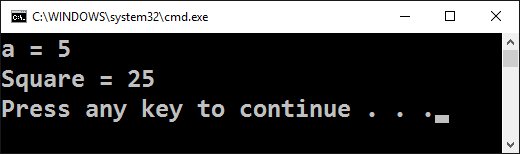 C:\WINDOWS\system32\cmd.exe
a = 5
Square = 25
Press any key to continue . . .